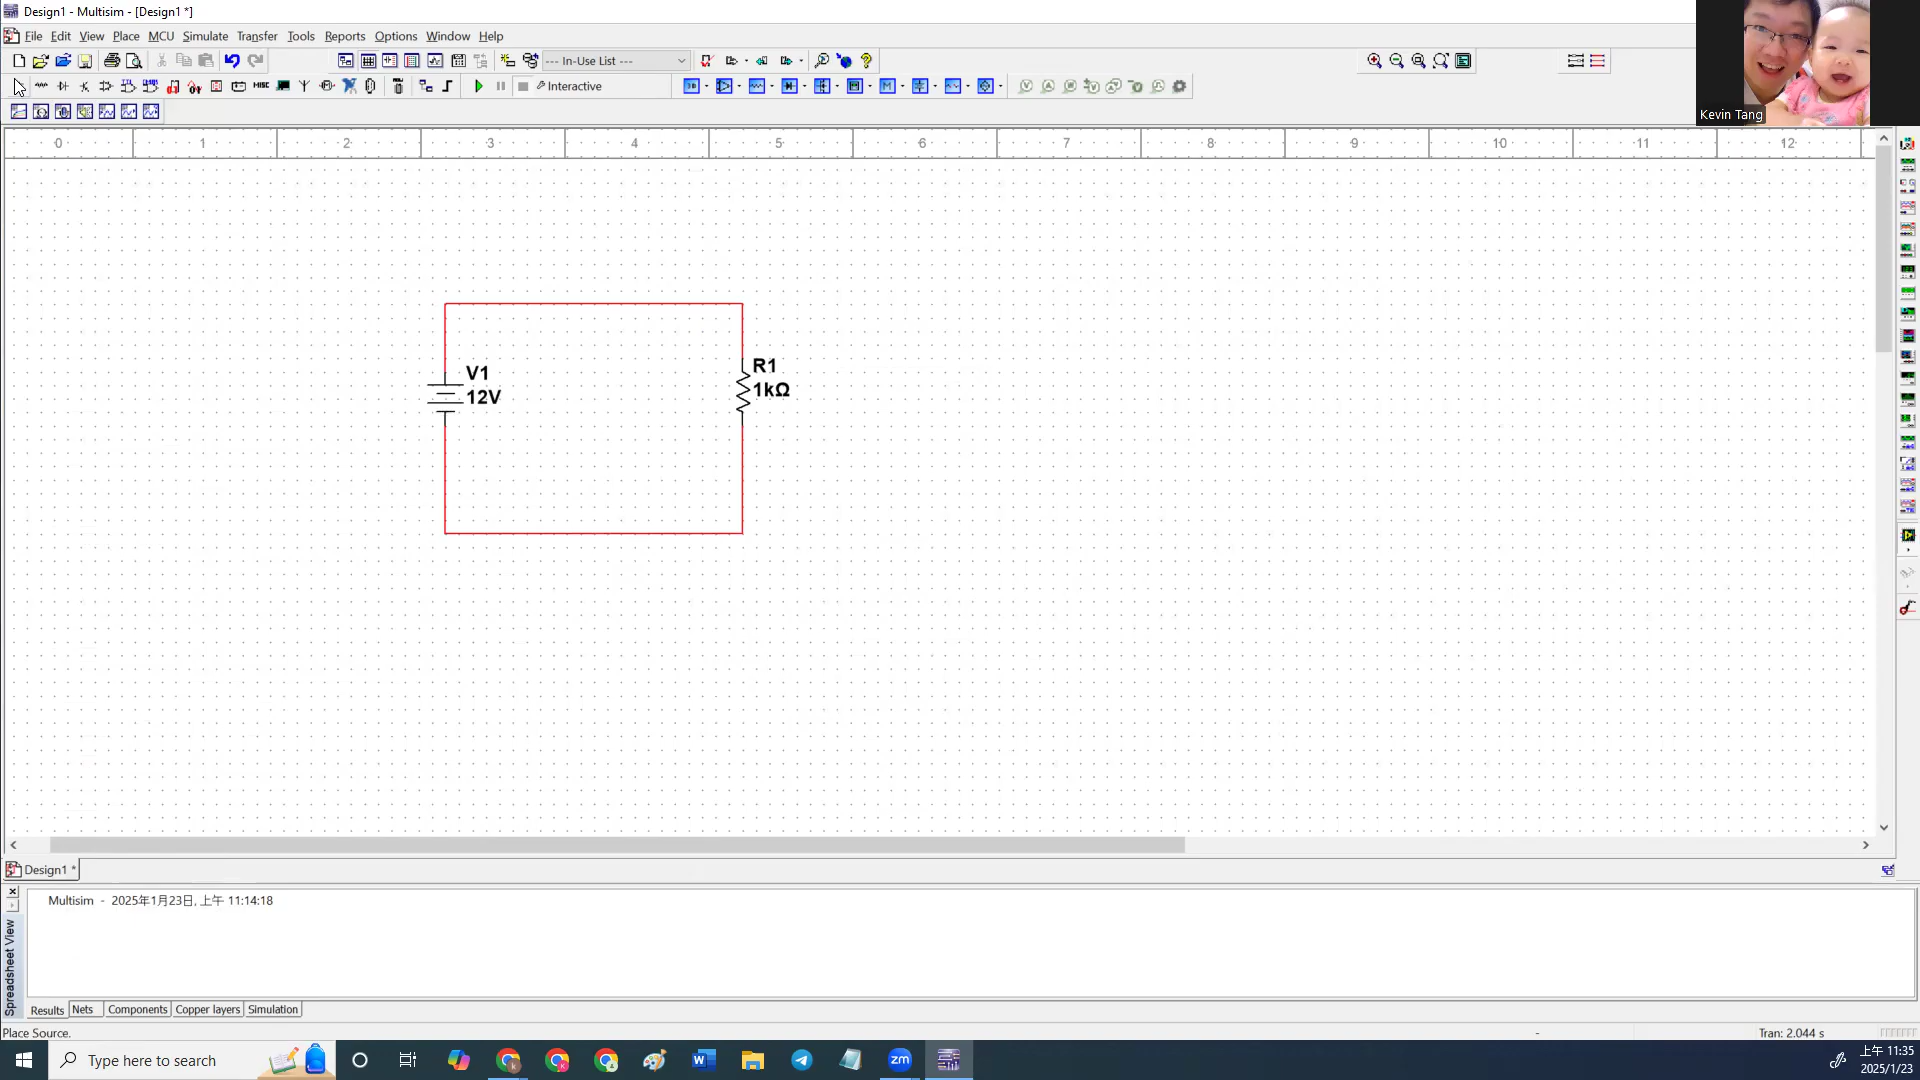 Design1 - Multisim - [Design1 *]
File Edit View Place MCU Simulate Transfer Tools Reports Options Window Help
--- In-Use List ---
MISC Interactive
Kevin Tang
0 1 2 3 4 5 6 7 8 9 10 11 12
V1
12V
R1
1kΩ
Design1 *
Multisim - 2025年1月23日, 上午 11:14:18
Spreadsheet View
Results Nets Components Copper layers Simulation
Place Source.
-
Tran: 2.044 s
Type here to search
zm
上午 11:35
2025/1/23